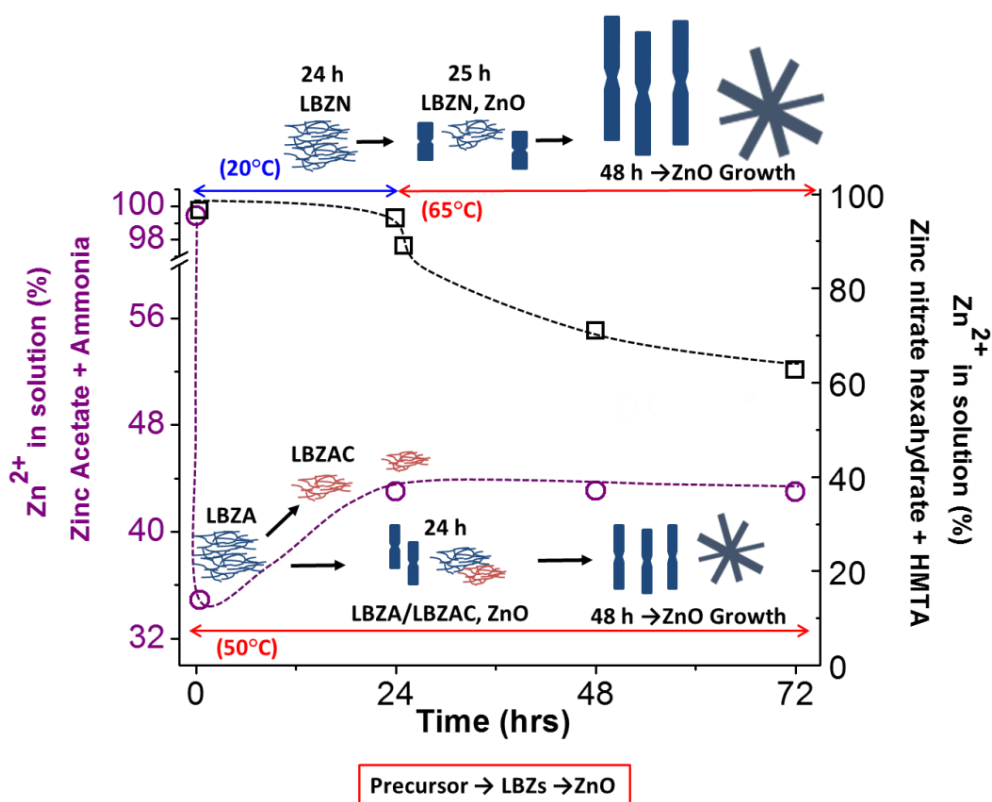 24 h
LBZN
25 h
LBZN, ZnO
48 h →ZnO Growth
(20°C)
(65°C)
100
98
56
48
40
32
Zn2+ in solution (%)
Zinc Acetate + Ammonia
100
80
60
40
20
0
Zn2+ in solution (%)
Zinc nitrate hexahydrate + HMTA
LBZAC
LBZA
24 h
LBZA/LBZAC, ZnO
48 h →ZnO Growth
(50°C)
0
24
48
72
Time (hrs)
Precursor → LBZs →ZnO